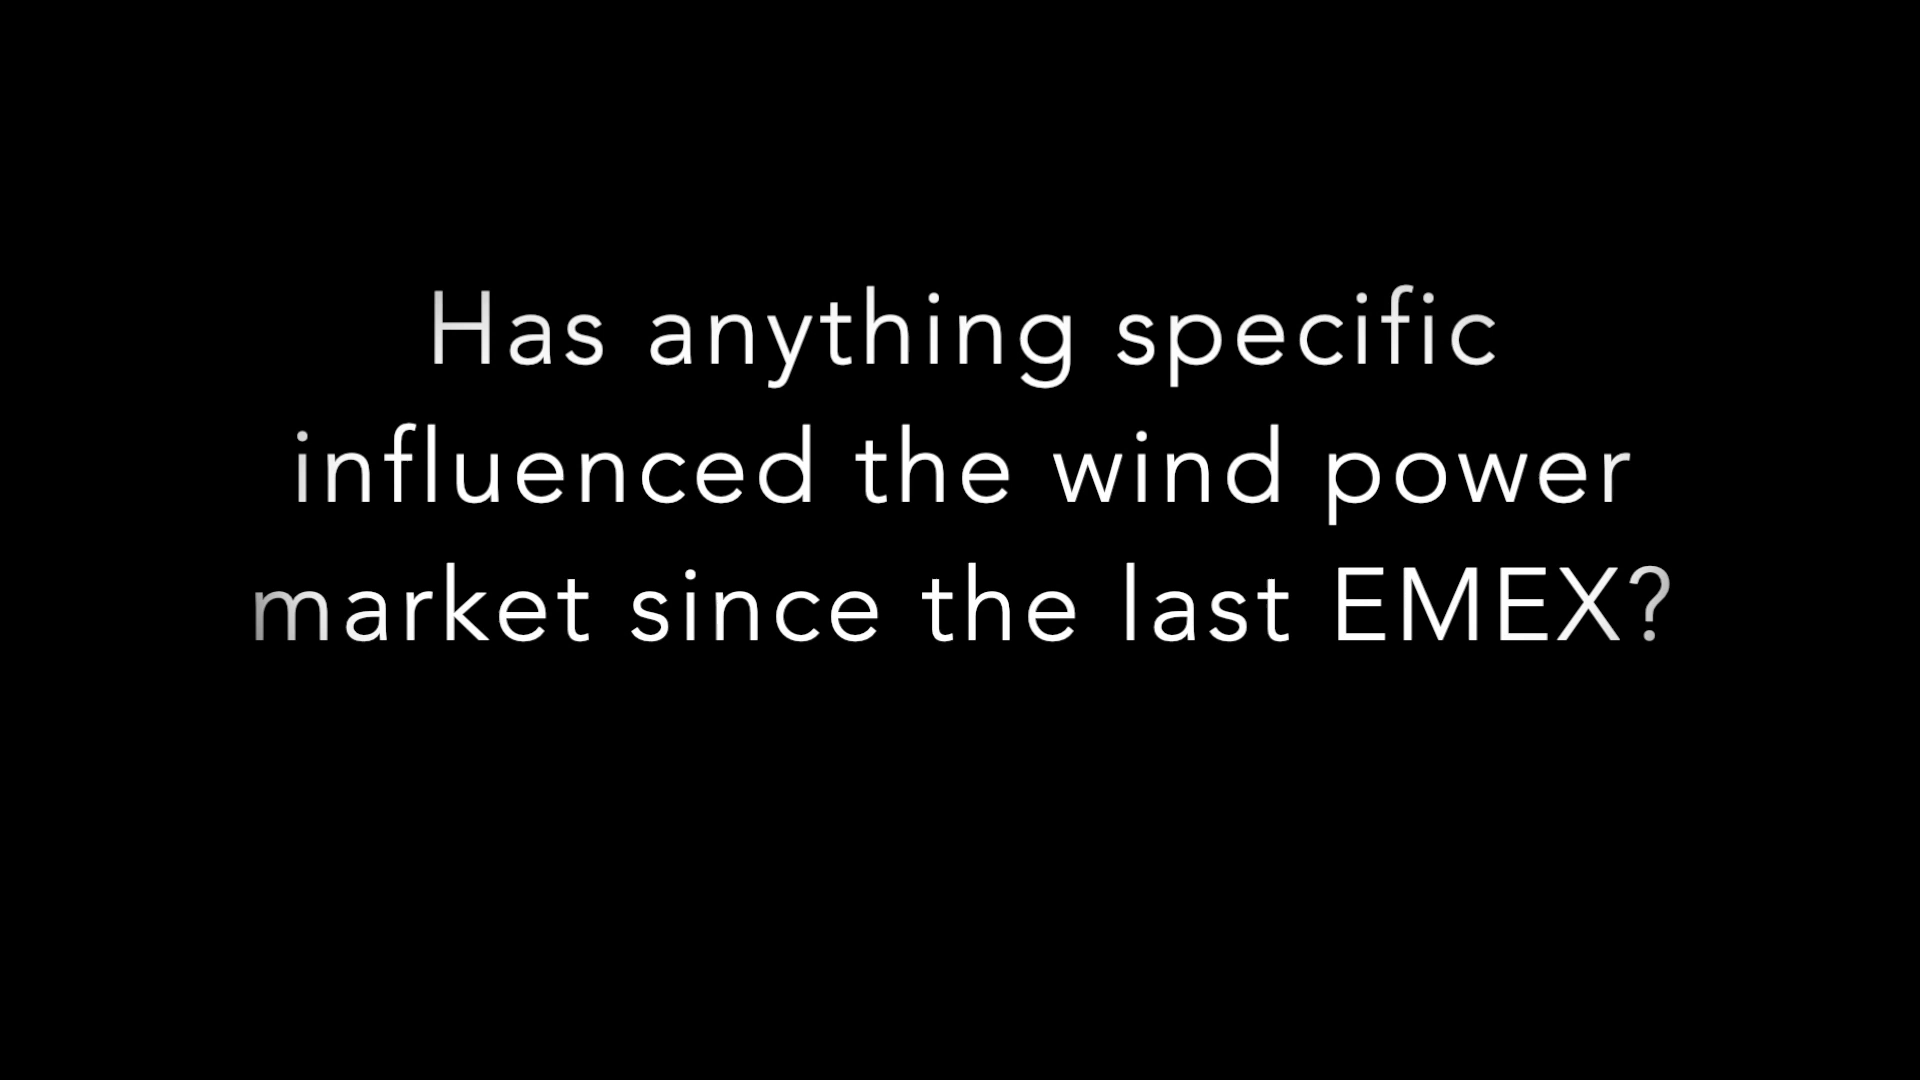 Has anything specific
influenced the wind power
market since the last EMEX?